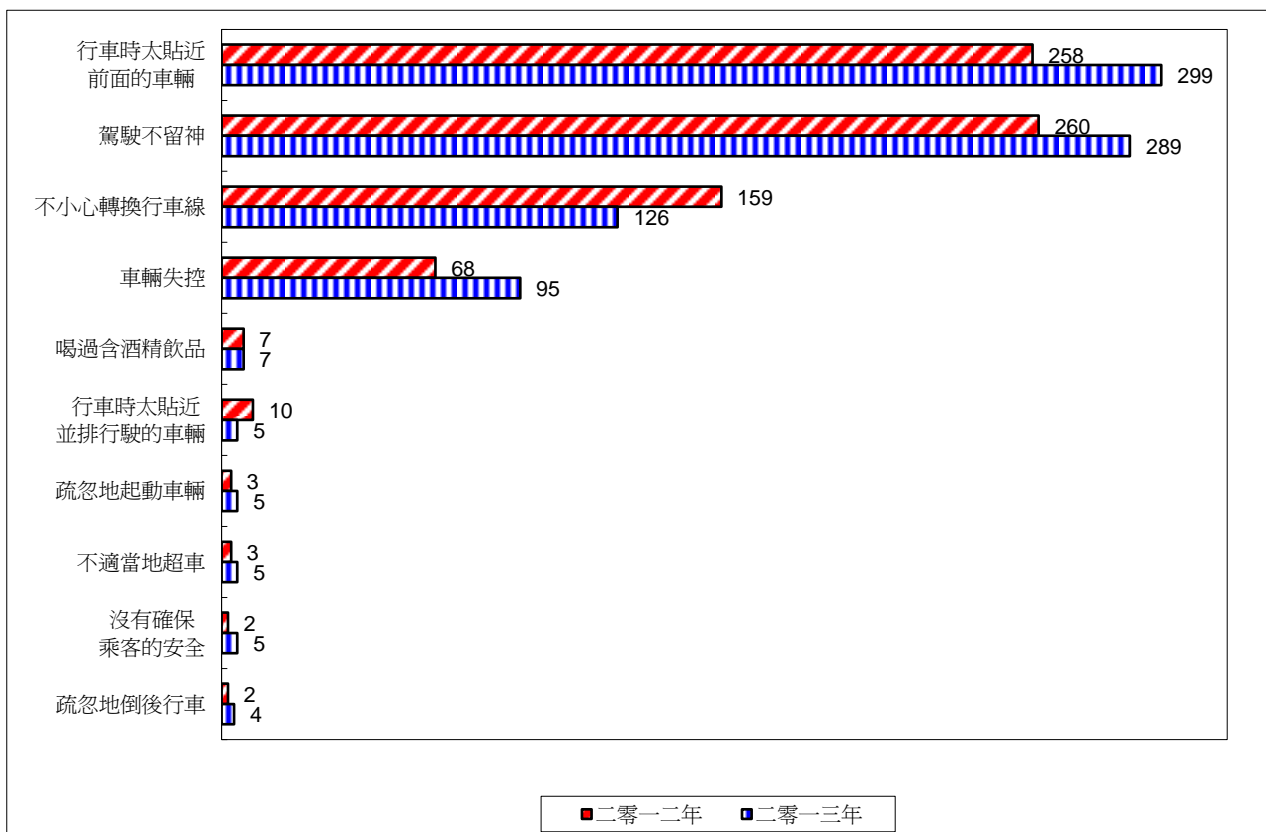 行車時太貼近
前面的車輛
258
299
駕駛不留神
260
289
不小心轉換行車線
159
126
車輛失控
68
95
喝過含酒精飲品
7
7
行車時太貼近
並排行駛的車輛
10
5
疏忽地起動車輛
3
5
不適當地超車
3
5
沒有確保
乘客的安全
2
5
疏忽地倒後行車
2
4
二零一二年 二零一三年